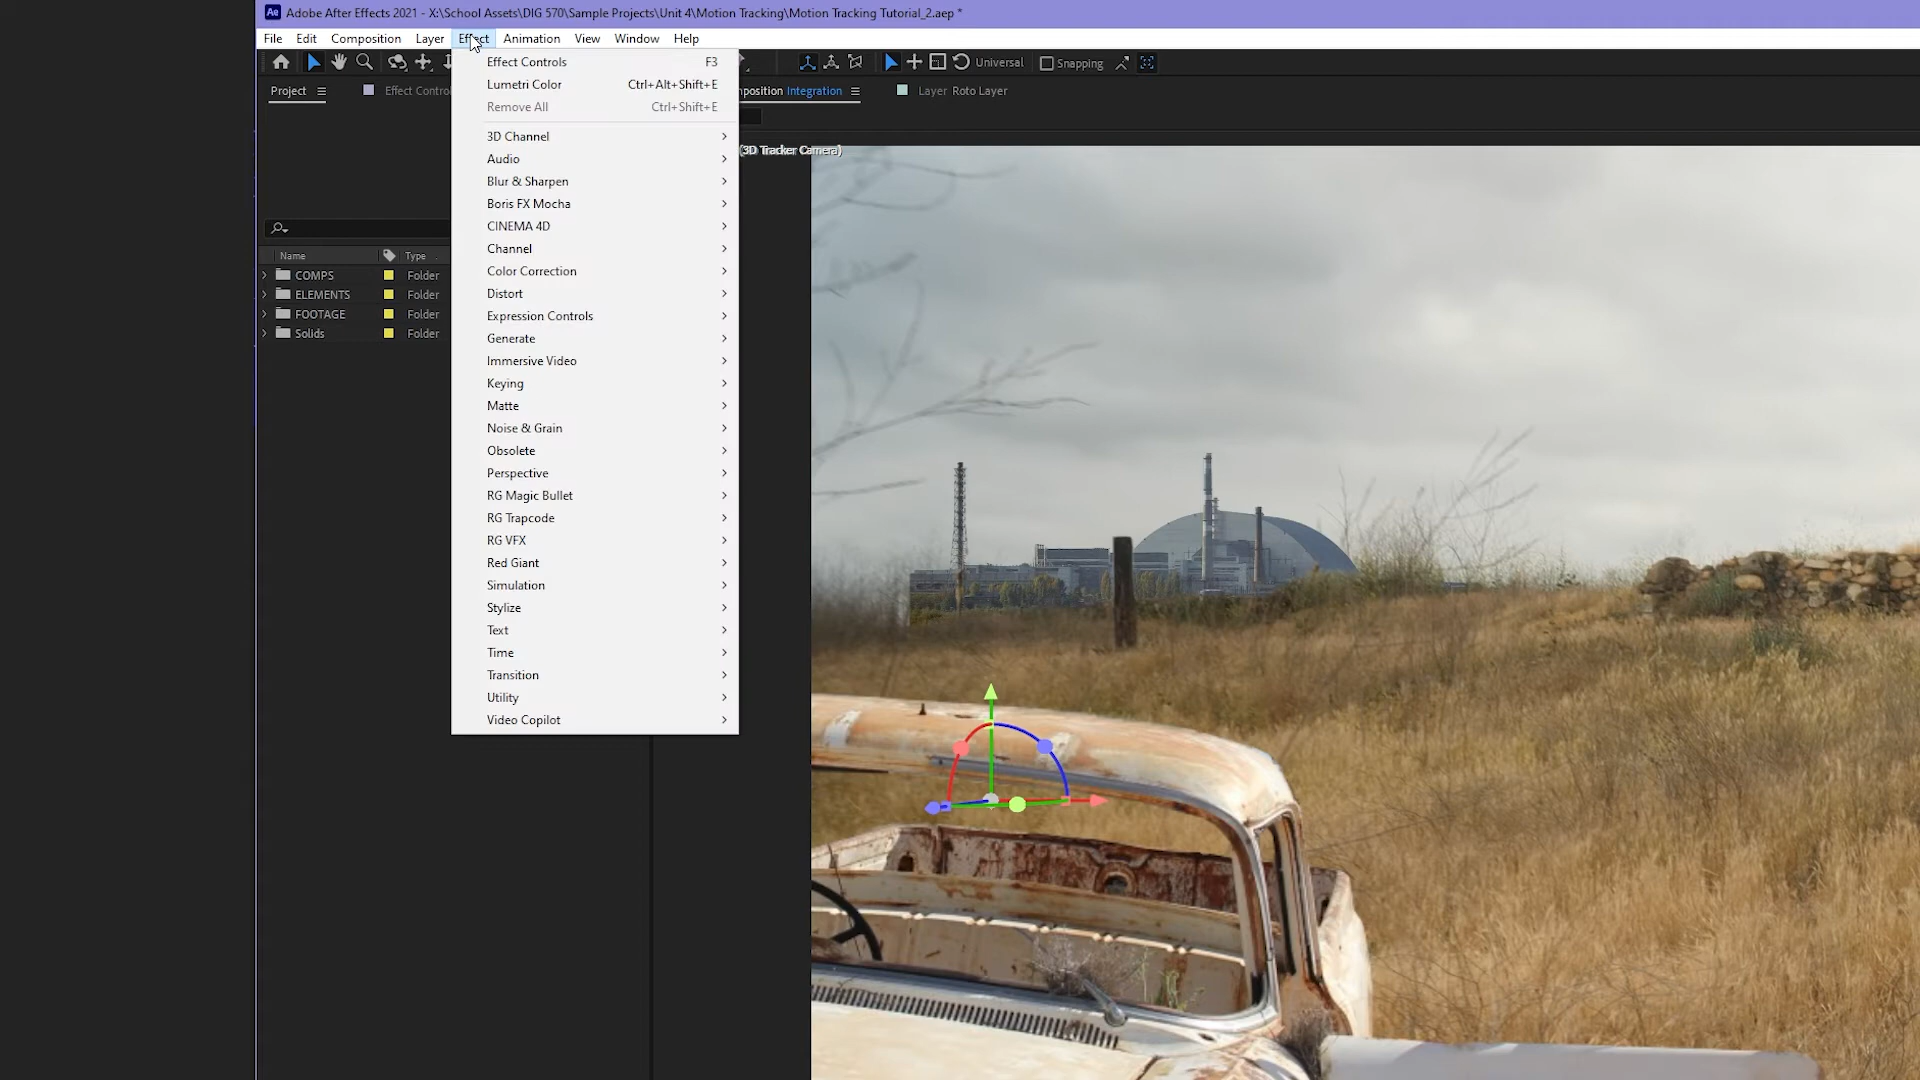 Ae Adobe After Effects 2021 - X:\School Assets\DIG 570\Sample Projects\Unit 4\Motion Tracking\Motion Tracking Tutorial_2.aep *
File Edit Composition Layer Effect Animation View Window Help
Universal Snapping
Project Effect Contro
position Integration Layer Roto Layer
(3D Tracker Camera)
Name Type
COMPS Folder
ELEMENTS Folder
FOOTAGE Folder
Solids Folder
Effect Controls F3
Lumetri Color Ctrl+Alt+Shift+E
Remove All Ctrl+Shift+E
3D Channel
Audio
Blur & Sharpen
Boris FX Mocha
CINEMA 4D
Channel
Color Correction
Distort
Expression Controls
Generate
Immersive Video
Keying
Matte
Noise & Grain
Obsolete
Perspective
RG Magic Bullet
RG Trapcode
RG VFX
Red Giant
Simulation
Stylize
Text
Time
Transition
Utility
Video Copilot